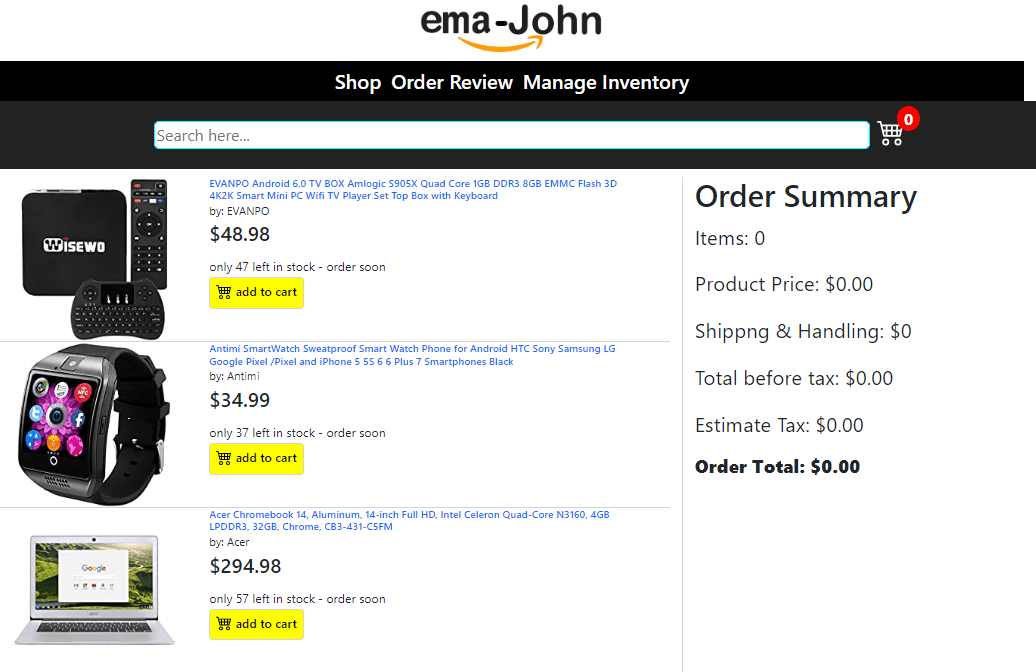 ema-John
Shop Order Review Manage Inventory
Search here...
0
EVANPO Android 6.0 TV BOX Amlogic S905X Quad Core 1GB DDR3 8GB EMMC Flash 3D
4K2K Smart Mini PC Wifi TV Player Set Top Box with Keyboard
by: EVANPO
$48.98
only 47 left in stock - order soon
add to cart
WISEWO
Antimi SmartWatch Sweatproof Smart Watch Phone for Android HTC Sony Samsung LG
Google Pixel /Pixel and iPhone 5 5S 6 6 Plus 7 Smartphones Black
by: Antimi
$34.99
only 37 left in stock - order soon
add to cart
Acer Chromebook 14, Aluminum, 14-inch Full HD, Intel Celeron Quad-Core N3160, 4GB
LPDDR3, 32GB, Chrome, CB3-431-C5FM
by: Acer
$294.98
only 57 left in stock - order soon
add to cart
Google
Order Summary
Items: 0
Product Price: $0.00
Shippng & Handling: $0
Total before tax: $0.00
Estimate Tax: $0.00
Order Total: $0.00